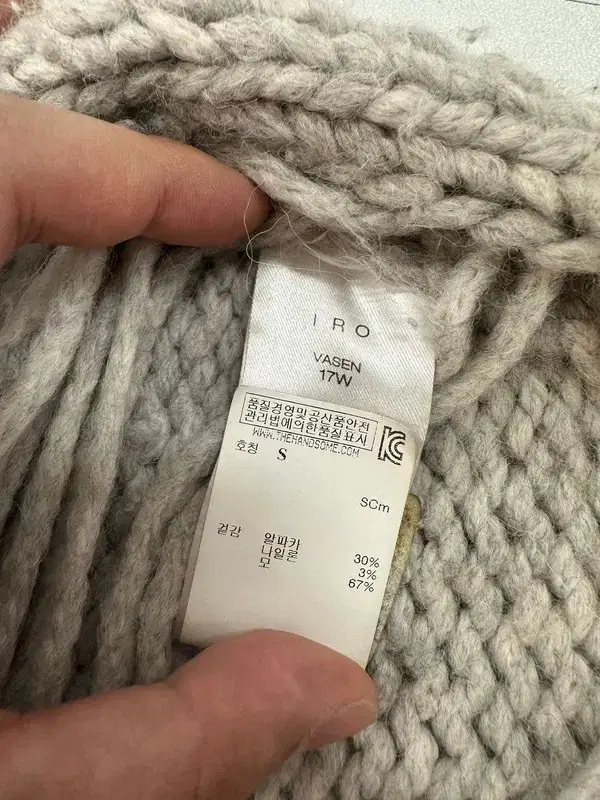 IRO
VASEN
17W
품질경영및공산품안전
관리법에의한품질표시
WWW.THEHANDSOME.COM
호칭 S
SCm
겉감 알파카 30%
나일론 3%
모 67%